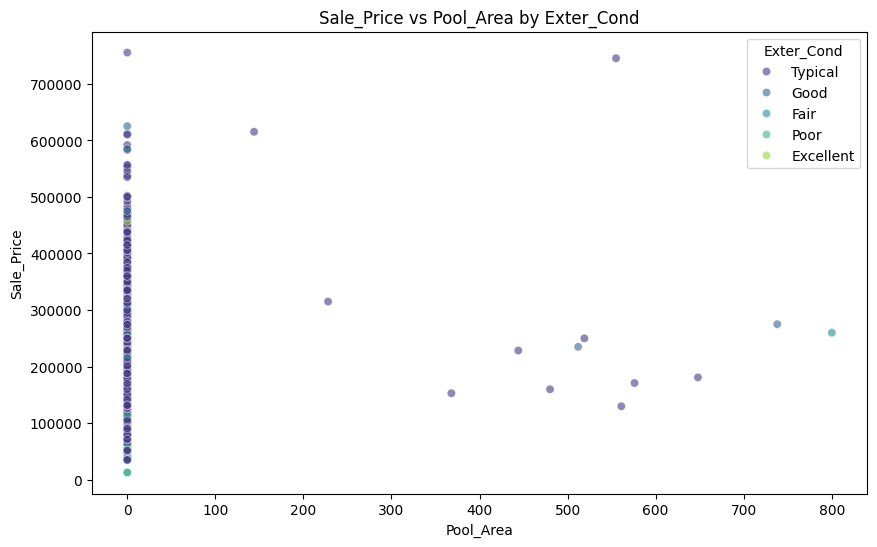 Sale_Price vs Pool_Area by Exter_Cond
Exter_Cond
Typical
Good
Fair
Poor
Excellent
700000
600000
500000
400000
300000
200000
100000
0
Sale_Price
0 100 200 300 400 500 600 700 800
Pool_Area